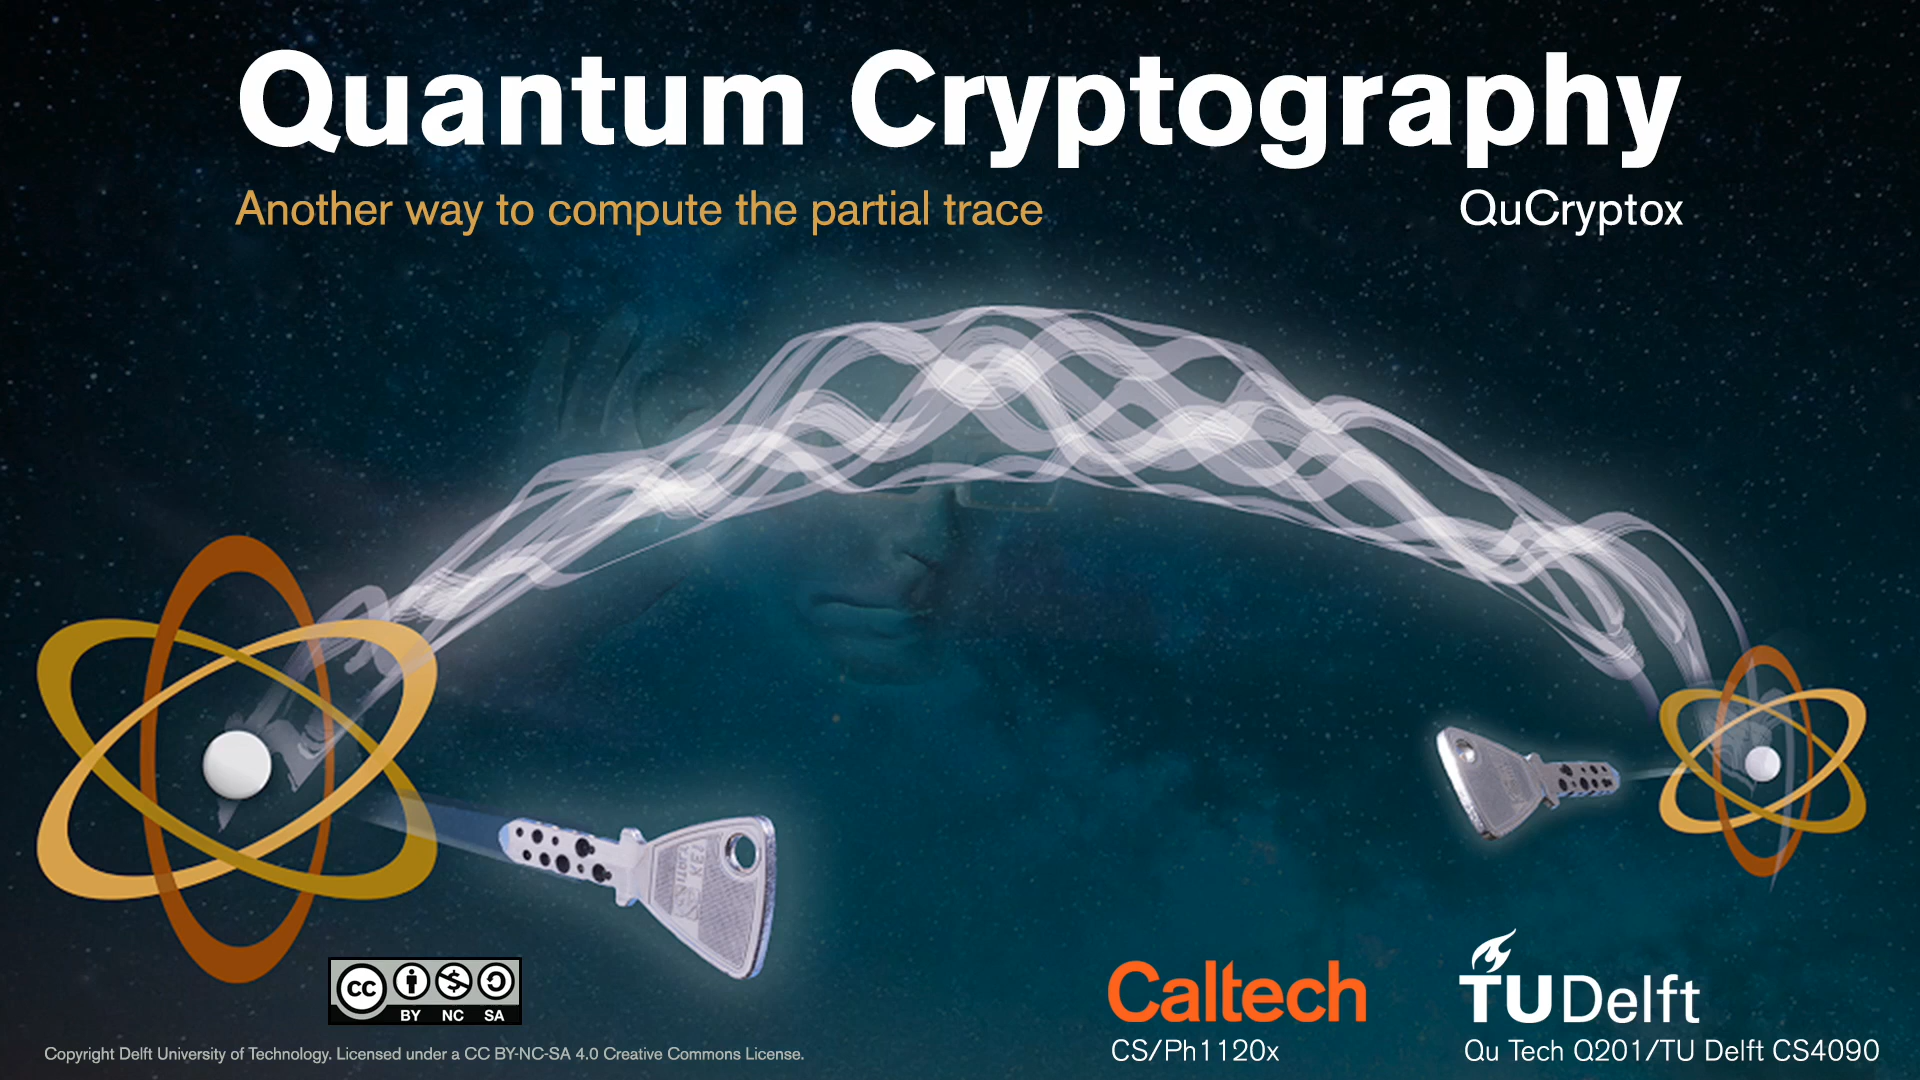 Quantum Cryptography
Another way to compute the partial trace
QuCryptox
CC
BY NC SA
Caltech
TUDelft
CS/Ph1120x
Qu Tech Q201/TU Delft CS4090
Copyright Delft University of Technology. Licensed under a CC BY-NC-SA 4.0 Creative Commons License.